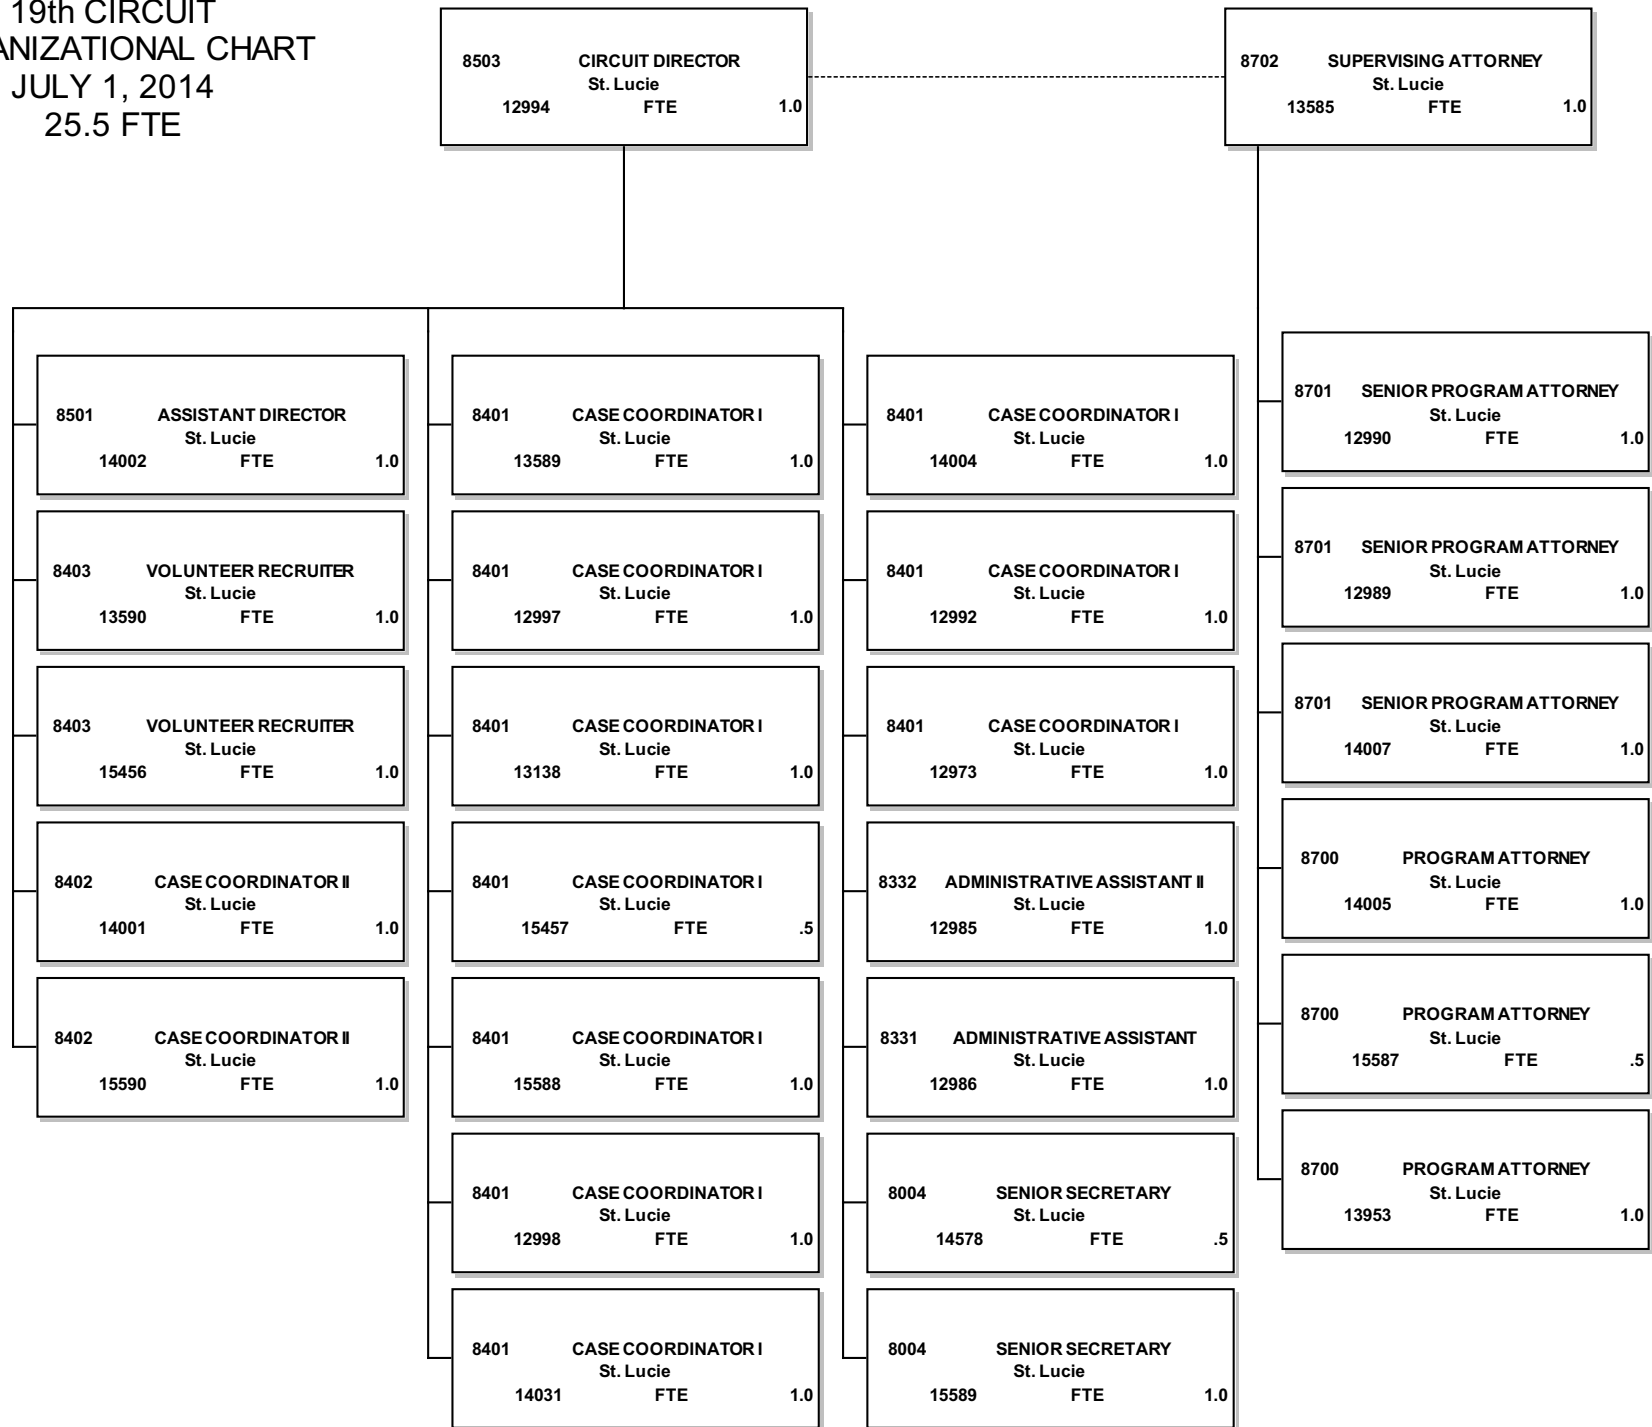 19th CIRCUIT
ANIZATIONAL CHART
JULY 1, 2014
25.5 FTE
8503 CIRCUIT DIRECTOR
St. Lucie
12994 FTE 1.0
8702 SUPERVISING ATTORNEY
St. Lucie
13585 FTE 1.0
8501 ASSISTANT DIRECTOR
St. Lucie
14002 FTE 1.0
8403 VOLUNTEER RECRUITER
St. Lucie
13590 FTE 1.0
8403 VOLUNTEER RECRUITER
St. Lucie
15456 FTE 1.0
8402 CASE COORDINATOR II
St. Lucie
14001 FTE 1.0
8402 CASE COORDINATOR II
St. Lucie
15590 FTE 1.0
8401 CASE COORDINATOR I
St. Lucie
13589 FTE 1.0
8401 CASE COORDINATOR I
St. Lucie
12997 FTE 1.0
8401 CASE COORDINATOR I
St. Lucie
13138 FTE 1.0
8401 CASE COORDINATOR I
St. Lucie
15457 FTE .5
8401 CASE COORDINATOR I
St. Lucie
15588 FTE 1.0
8401 CASE COORDINATOR I
St. Lucie
12998 FTE 1.0
8401 CASE COORDINATOR I
St. Lucie
14031 FTE 1.0
8401 CASE COORDINATOR I
St. Lucie
14004 FTE 1.0
8401 CASE COORDINATOR I
St. Lucie
12992 FTE 1.0
8401 CASE COORDINATOR I
St. Lucie
12973 FTE 1.0
8332 ADMINISTRATIVE ASSISTANT II
St. Lucie
12985 FTE 1.0
8331 ADMINISTRATIVE ASSISTANT
St. Lucie
12986 FTE 1.0
8004 SENIOR SECRETARY
St. Lucie
14578 FTE .5
8004 SENIOR SECRETARY
St. Lucie
15589 FTE 1.0
8701 SENIOR PROGRAM ATTORNEY
St. Lucie
12990 FTE 1.0
8701 SENIOR PROGRAM ATTORNEY
St. Lucie
12989 FTE 1.0
8701 SENIOR PROGRAM ATTORNEY
St. Lucie
14007 FTE 1.0
8700 PROGRAM ATTORNEY
St. Lucie
14005 FTE 1.0
8700 PROGRAM ATTORNEY
St. Lucie
15587 FTE .5
8700 PROGRAM ATTORNEY
St. Lucie
13953 FTE 1.0